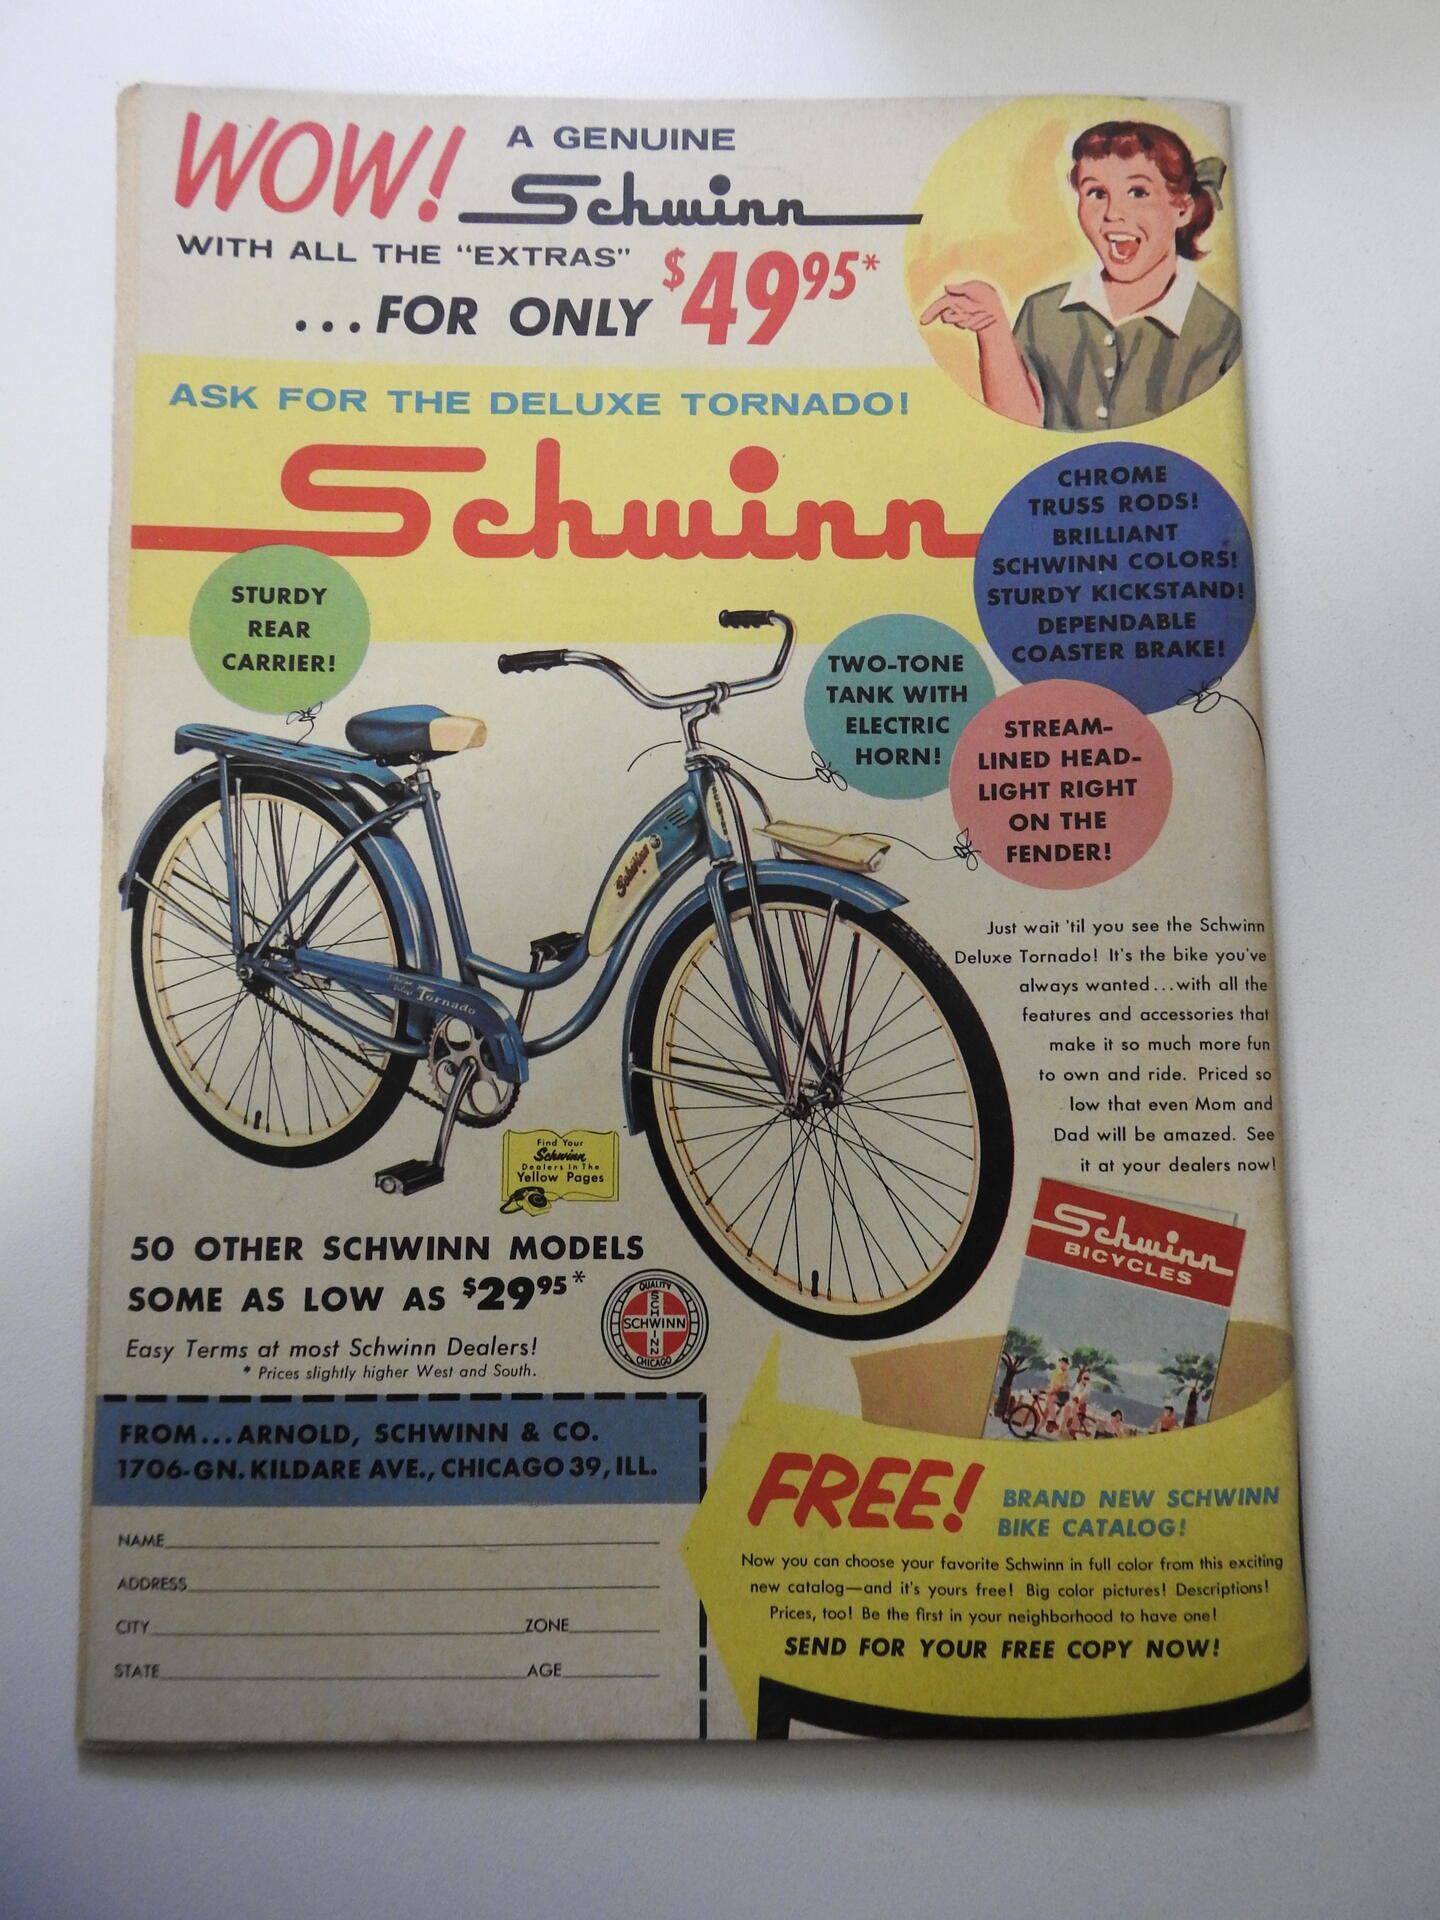 WOW!
A GENUINE
Schwinn
WITH ALL THE "EXTRAS"
...FOR ONLY $49 95*
ASK FOR THE DELUXE TORNADO!
Schwinn
STURDY
REAR
CARRIER!
CHROME
TRUSS RODS!
BRILLIANT
SCHWINN COLORS!
STURDY KICKSTAND!
DEPENDABLE
COASTER BRAKE!
TWO-TONE
TANK WITH
ELECTRIC
HORN!
STREAM-
LINED HEAD-
LIGHT RIGHT
ON THE
FENDER!
Schwinn
Tornado
Just wait 'til you see the Schwinn
Deluxe Tornado! It's the bike you've
always wanted...with all the
features and accessories that
make it so much more fun
to own and ride. Priced so
low that even Mom and
Dad will be amazed. See
it at your dealers now!
Find Your
Schwinn
Dealers In The
Yellow Pages
50 OTHER SCHWINN MODELS
SOME AS LOW AS $29 95*
Easy Terms at most Schwinn Dealers!
* Prices slightly higher West and South.
QUALITY
SCHWINN
SCHWINN
CHICAGO
Schwinn
BICYCLES
FROM...ARNOLD, SCHWINN & CO.
1706-GN. KILDARE AVE., CHICAGO 39, ILL.
NAME
ADDRESS
CITY ZONE
STATE AGE
FREE!
BRAND NEW SCHWINN
BIKE CATALOG!
Now you can choose your favorite Schwinn in full color from this exciting
new catalog—and it's yours free! Big color pictures! Descriptions!
Prices, too! Be the first in your neighborhood to have one!
SEND FOR YOUR FREE COPY NOW!